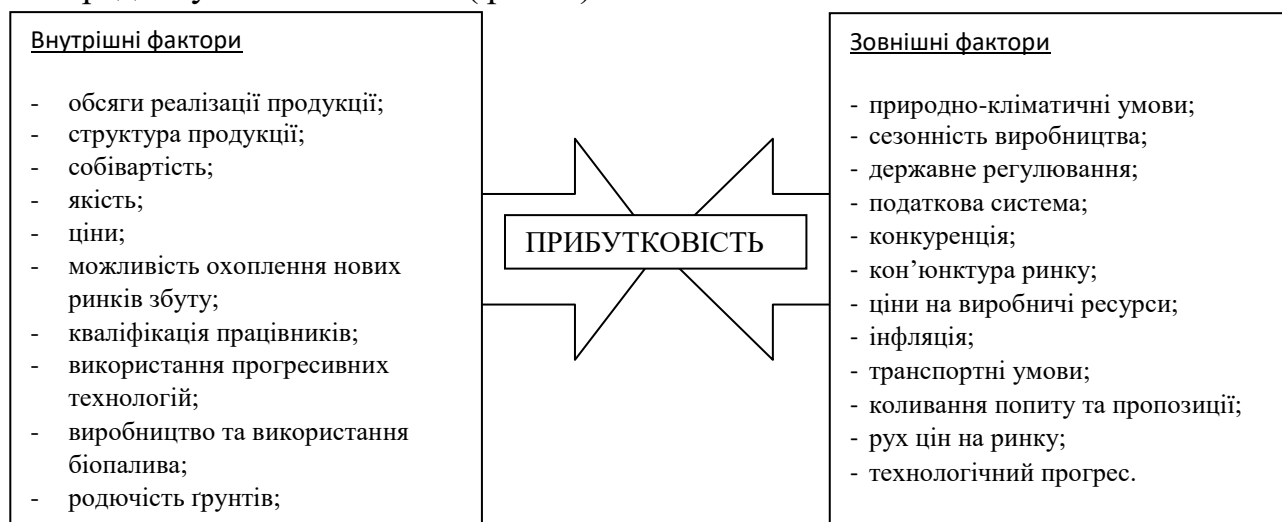 Внутрішні фактори
- обсяги реалізації продукції;
- структура продукції;
- собівартість;
- якість;
- ціни;
- можливість охоплення нових
ринків збуту;
- кваліфікація працівників;
- використання прогресивних
технологій;
- виробництво та використання
біопалива;
- родючість ґрунтів;
ПРИБУТКОВІСТЬ
Зовнішні фактори
- природно-кліматичні умови;
- сезонність виробництва;
- державне регулювання;
- податкова система;
- конкуренція;
- кон’юнктура ринку;
- ціни на виробничі ресурси;
- інфляція;
- транспортні умови;
- коливання попиту та пропозиції;
- рух цін на ринку;
- технологічний прогрес.